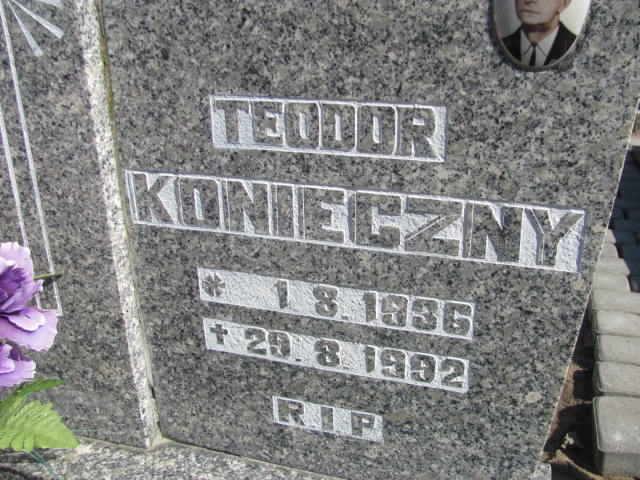 TEODOR
KONIECZNY
* 1 8.1936
+ 29.8.1992
R I P